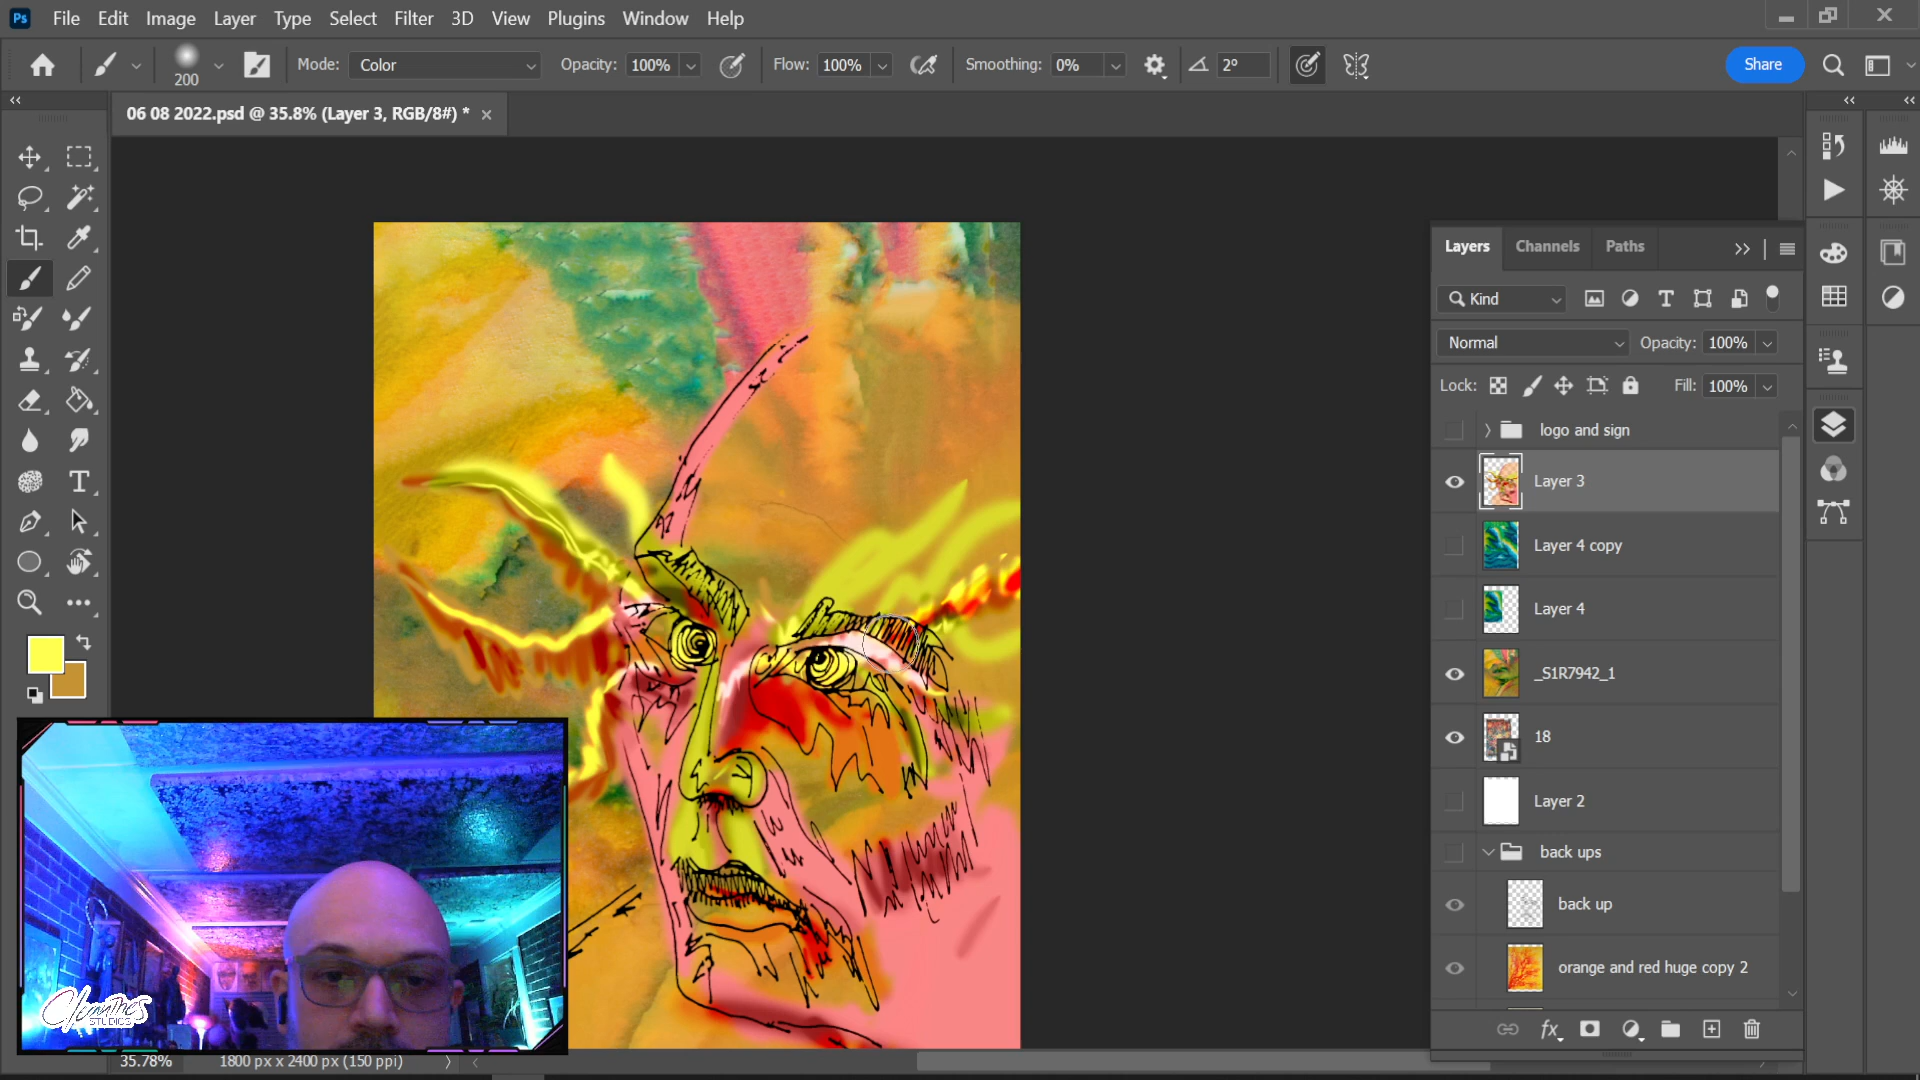 Ps File Edit Image Layer Type Select Filter 3D View Plugins Window Help
200 Mode: Color Opacity: 100% Flow: 100% Smoothing: 0% 2° Share
06 08 2022.psd @ 35.8% (Layer 3, RGB/8#) * ×
Layers Channels Paths
Kind
Normal Opacity: 100%
Lock: Fill: 100%
logo and sign
Layer 3
Layer 4 copy
Layer 4
_S1R7942_1
18
Layer 2
back ups
back up
orange and red huge copy 2
fx
STUDIOS
35.78% 1800 px x 2400 px (150 ppi)